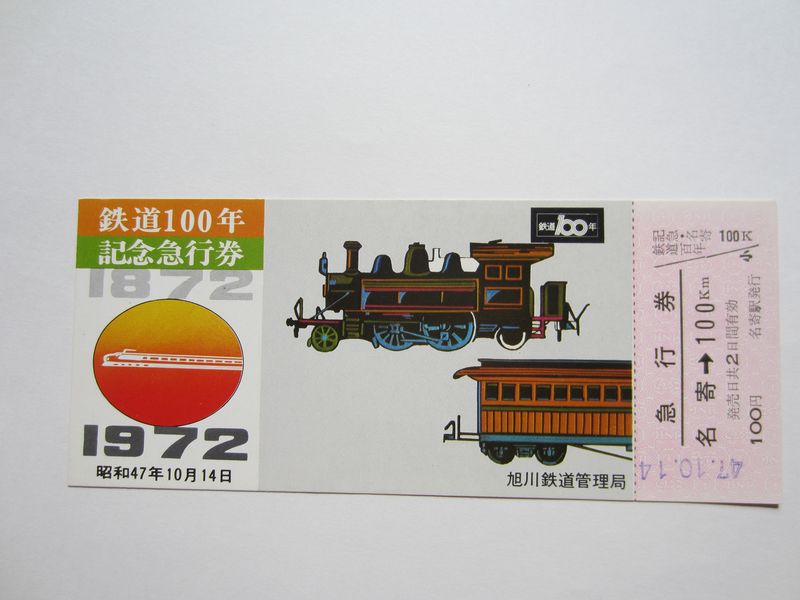 鉄道100年
記念急行券
1872
1972
昭和47年10月14日
鉄道100年
旭川鉄道管理局
記急名
念行寄
鉄道百年
100K
小
急行券
名寄→100Km
発売日共2日間有効
100円
名寄駅発行
47.10.14